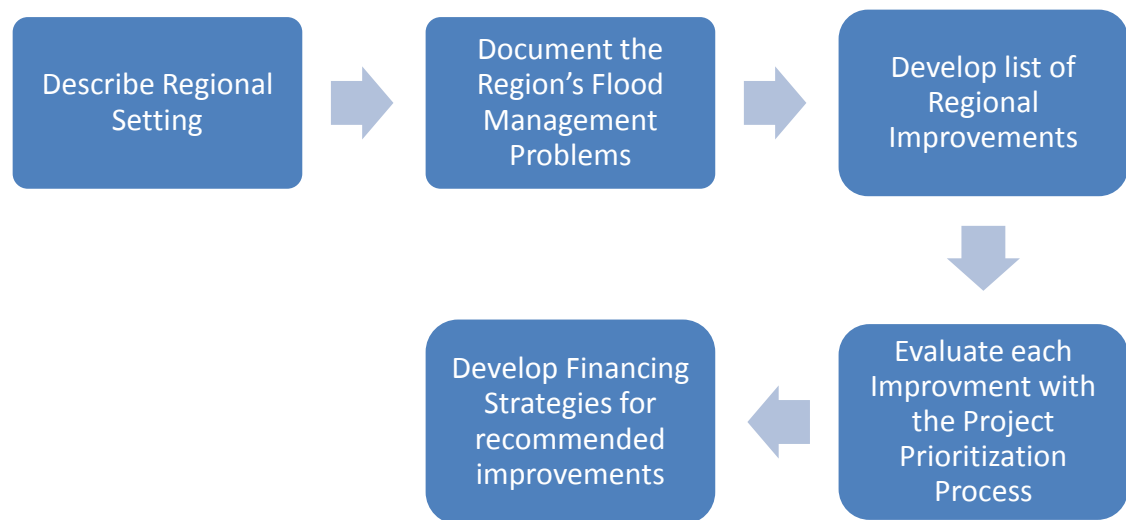 Describe Regional
Setting
Document the
Region’s Flood
Management
Problems
Develop list of
Regional
Improvements
Evaluate each
Improvment with
the Project
Prioritization
Process
Develop Financing
Strategies for
recommended
improvements